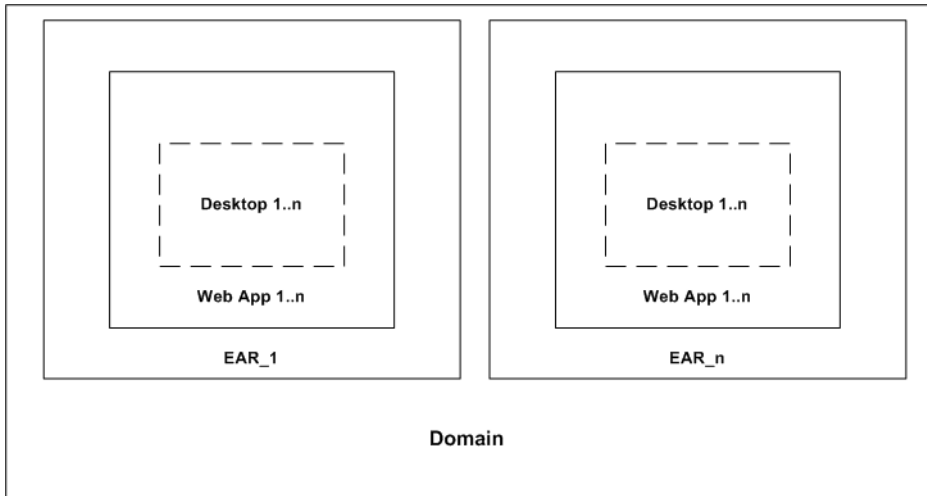 Desktop 1..n
Desktop 1..n
Web App 1..n
Web App 1..n
EAR_1
EAR_n
Domain